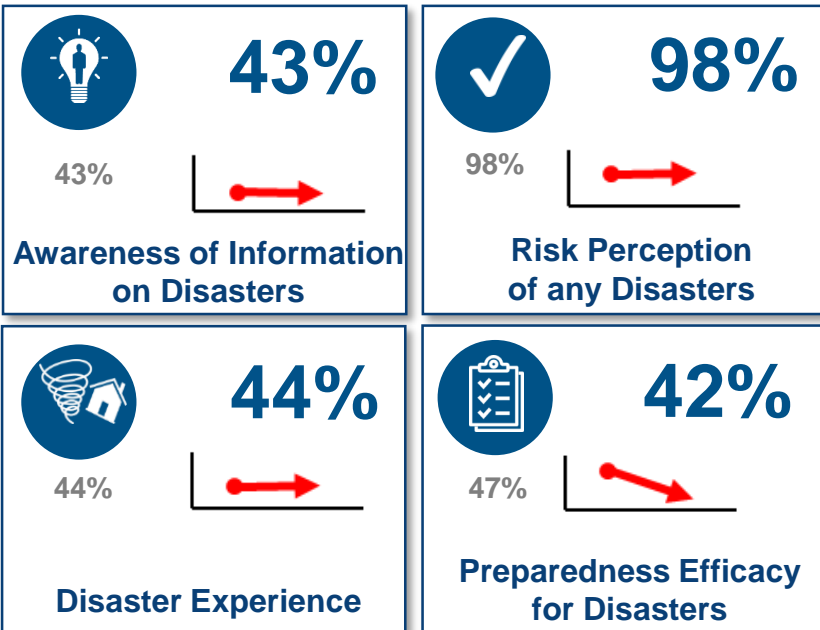 43%
43%
Awareness of Information
on Disasters
98%
98%
Risk Perception
of any Disasters
44%
44%
Disaster Experience
42%
47%
Preparedness Efficacy
for Disasters